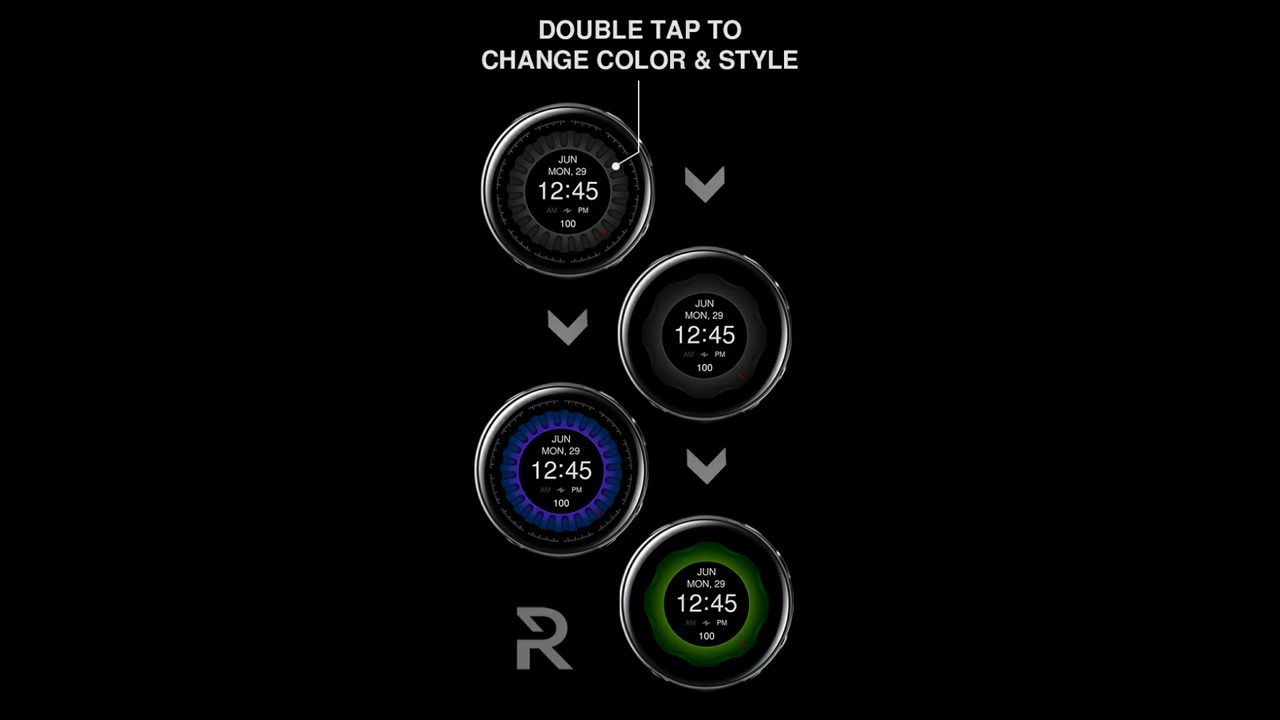 DOUBLE TAP TO
CHANGE COLOR & STYLE
JUN
MON, 29
12:45
AM PM
100
JUN
MON, 29
12:45
AM PM
100
JUN
MON, 29
12:45
AM PM
100
JUN
MON, 29
12:45
AM PM
100
R